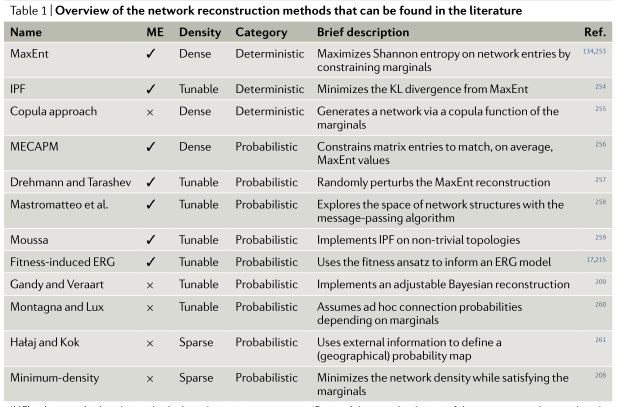 Table 1 | Overview of the network reconstruction methods that can be found in the literature
Name ME Density Category Brief description Ref.
MaxEnt ✓ Dense Deterministic Maximizes Shannon entropy on network entries by 134,253
constraining marginals
IPF ✓ Tunable Deterministic Minimizes the KL divergence from MaxEnt 254
Copula approach × Dense Deterministic Generates a network via a copula function of the 255
marginals
MECAPM ✓ Dense Probabilistic Constrains matrix entries to match, on average, 256
MaxEnt values
Drehmann and Tarashev ✓ Tunable Probabilistic Randomly perturbs the MaxEnt reconstruction 257
Mastromatteo et al. ✓ Tunable Probabilistic Explores the space of network structures with the 258
message-passing algorithm
Moussa ✓ Tunable Probabilistic Implements IPF on non-trivial topologies 259
Fitness-induced ERG ✓ Tunable Probabilistic Uses the fitness ansatz to inform an ERG model 17,215
Gandy and Veraart × Tunable Probabilistic Implements an adjustable Bayesian reconstruction 209
Montagna and Lux × Tunable Probabilistic Assumes ad hoc connection probabilities 260
depending on marginals
Hałaj and Kok × Sparse Probabilistic Uses external information to define a 261
(geographical) probability map
Minimum-density × Sparse Probabilistic Minimizes the network density while satisfying the 208
marginals